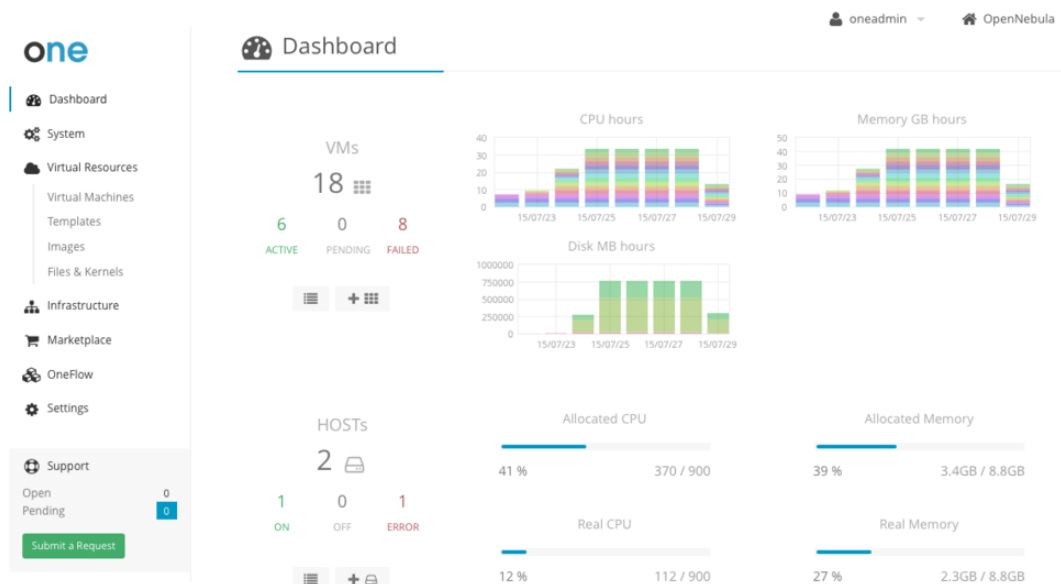 oneadmin
OpenNebula
one
Dashboard
System
Virtual Resources
Virtual Machines
Templates
Images
Files & Kernels
Infrastructure
Marketplace
OneFlow
Settings
Support
Open 0
Pending 0
Submit a Request
Dashboard
VMs
18
6 0 8
ACTIVE PENDING FAILED
CPU hours
40
30
20
10
0
15/07/23 15/07/25 15/07/27 15/07/29
Memory GB hours
50
40
30
20
10
0
15/07/23 15/07/25 15/07/27 15/07/29
Disk MB hours
1000000
750000
500000
250000
0
15/07/23 15/07/25 15/07/27 15/07/29
HOSTs
2
1 0 1
ON OFF ERROR
Allocated CPU
41 % 370 / 900
Allocated Memory
39 % 3.4GB / 8.8GB
Real CPU
12 % 112 / 900
Real Memory
27 % 2.3GB / 8.8GB